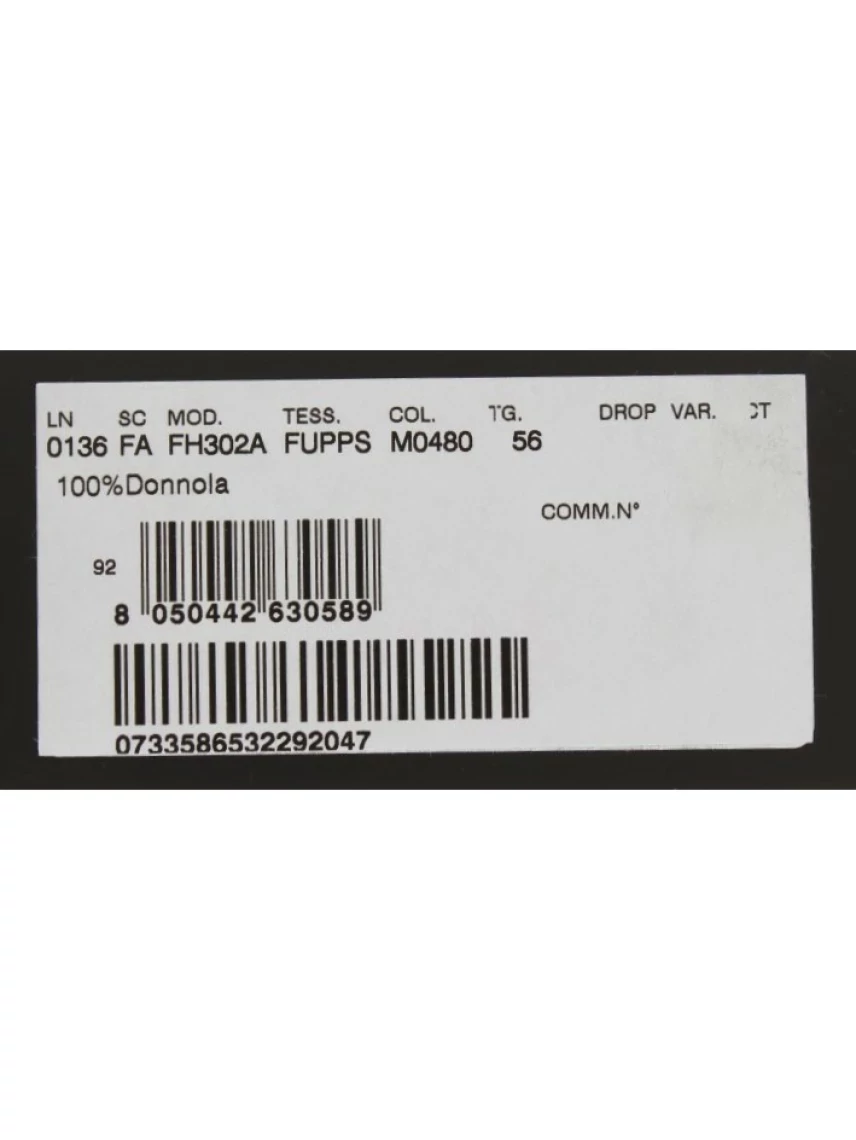 LN SC MOD. TESS. COL. TG. DROP VAR. CT
0136 FA FH302A FUPPS M0480 56
100%Donnola
COMM.N°
92
8 050442 630589
0733586532292047